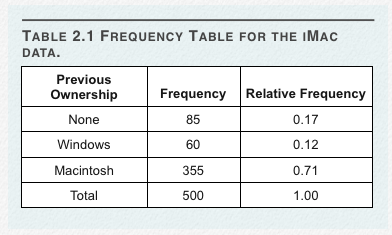 TABLE 2.1 FREQUENCY TABLE FOR THE IMAC
DATA.
Previous
Ownership Frequency Relative Frequency
None 85 0.17
Windows 60 0.12
Macintosh 355 0.71
Total 500 1.00